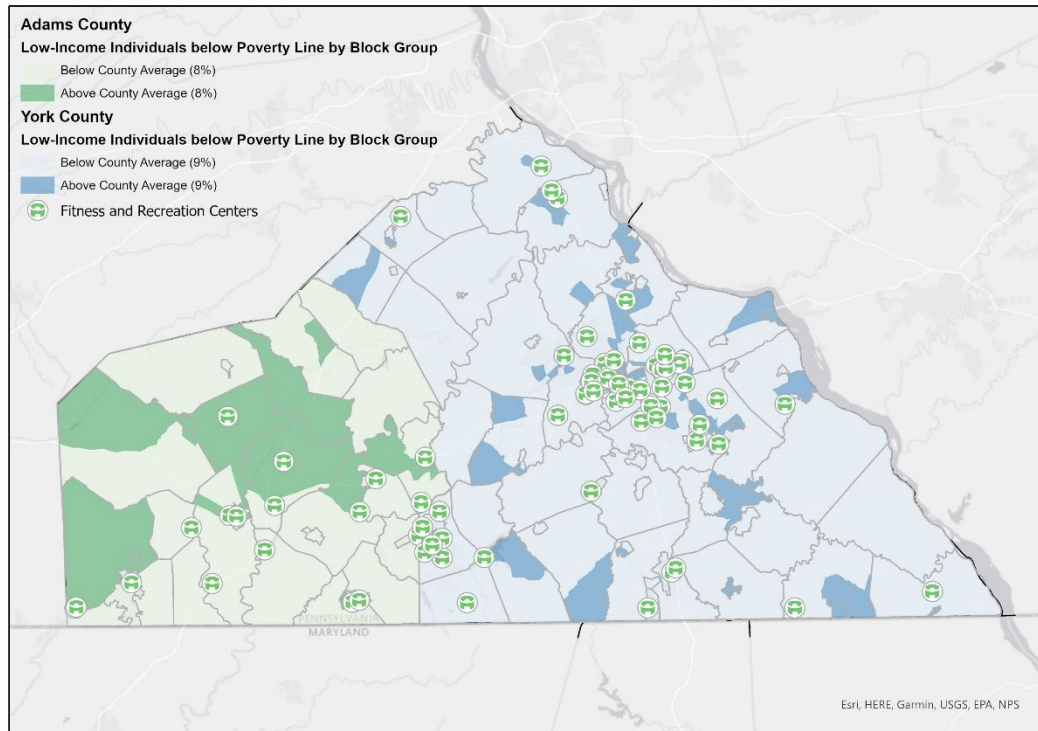 Adams County
Low-Income Individuals below Poverty Line by Block Group
Below County Average (8%)
Above County Average (8%)
York County
Low-Income Individuals below Poverty Line by Block Group
Below County Average (9%)
Above County Average (9%)
Fitness and Recreation Centers
PENNSYLVANIA
MARYLAND
Esri, HERE, Garmin, USGS, EPA, NPS